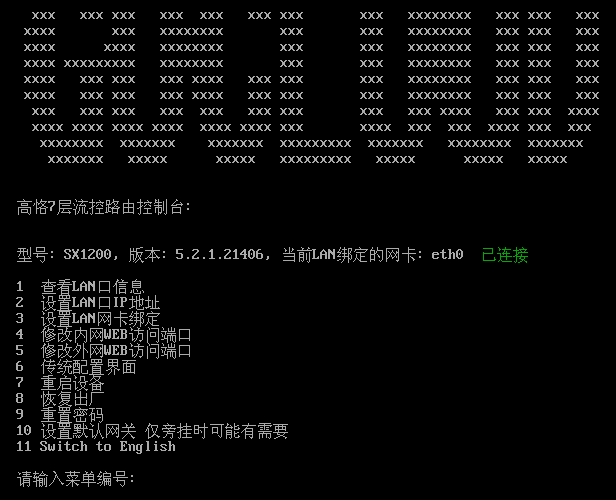 高恪7层流控路由控制台:
型号: SX1200, 版本: 5.2.1.21406, 当前LAN绑定的网卡: eth0 已连接
1 查看LAN口信息
2 设置LAN口IP地址
3 设置LAN网卡绑定
4 修改内网WEB访问端口
5 修改外网WEB访问端口
6 传统配置界面
7 重启设备
8 恢复出厂
9 重置密码
10 设置默认网关 仅旁挂时可能有需要
11 Switch to English
请输入菜单编号: